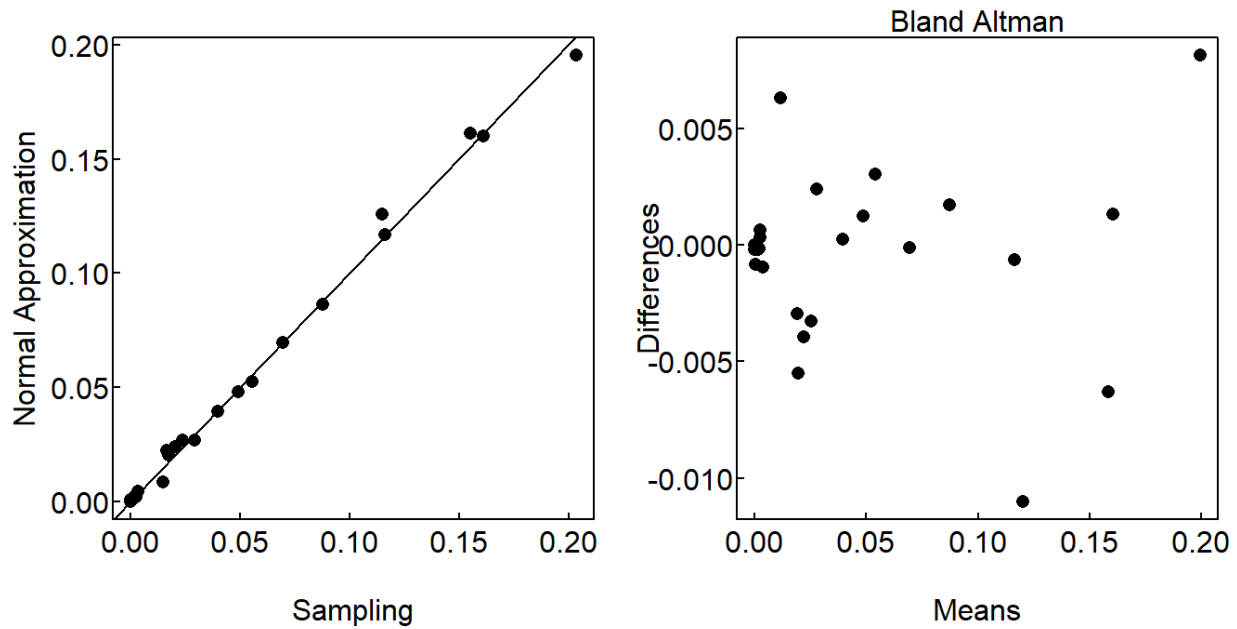 Normal Approximation
0.20
0.15
0.10
0.05
0.00
0.00 0.05 0.10 0.15 0.20
Sampling
Bland Altman
Differences
0.005
0.000
-0.005
-0.010
0.00 0.05 0.10 0.15 0.20
Means